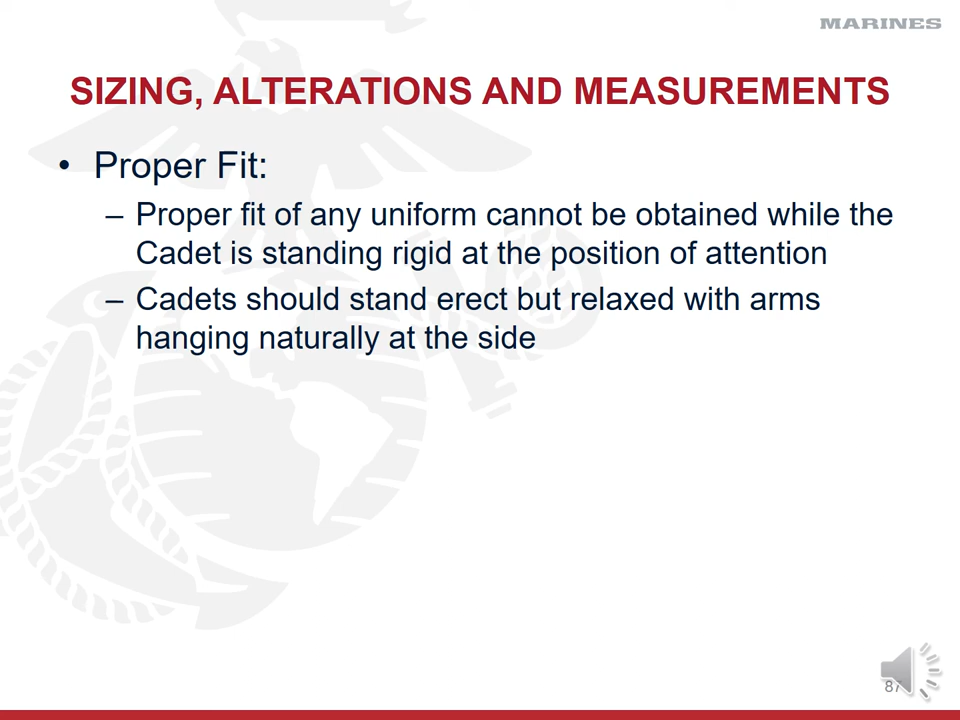 MARINES
SIZING, ALTERATIONS AND MEASUREMENTS
• Proper Fit:
– Proper fit of any uniform cannot be obtained while the
Cadet is standing rigid at the position of attention
– Cadets should stand erect but relaxed with arms
hanging naturally at the side
87